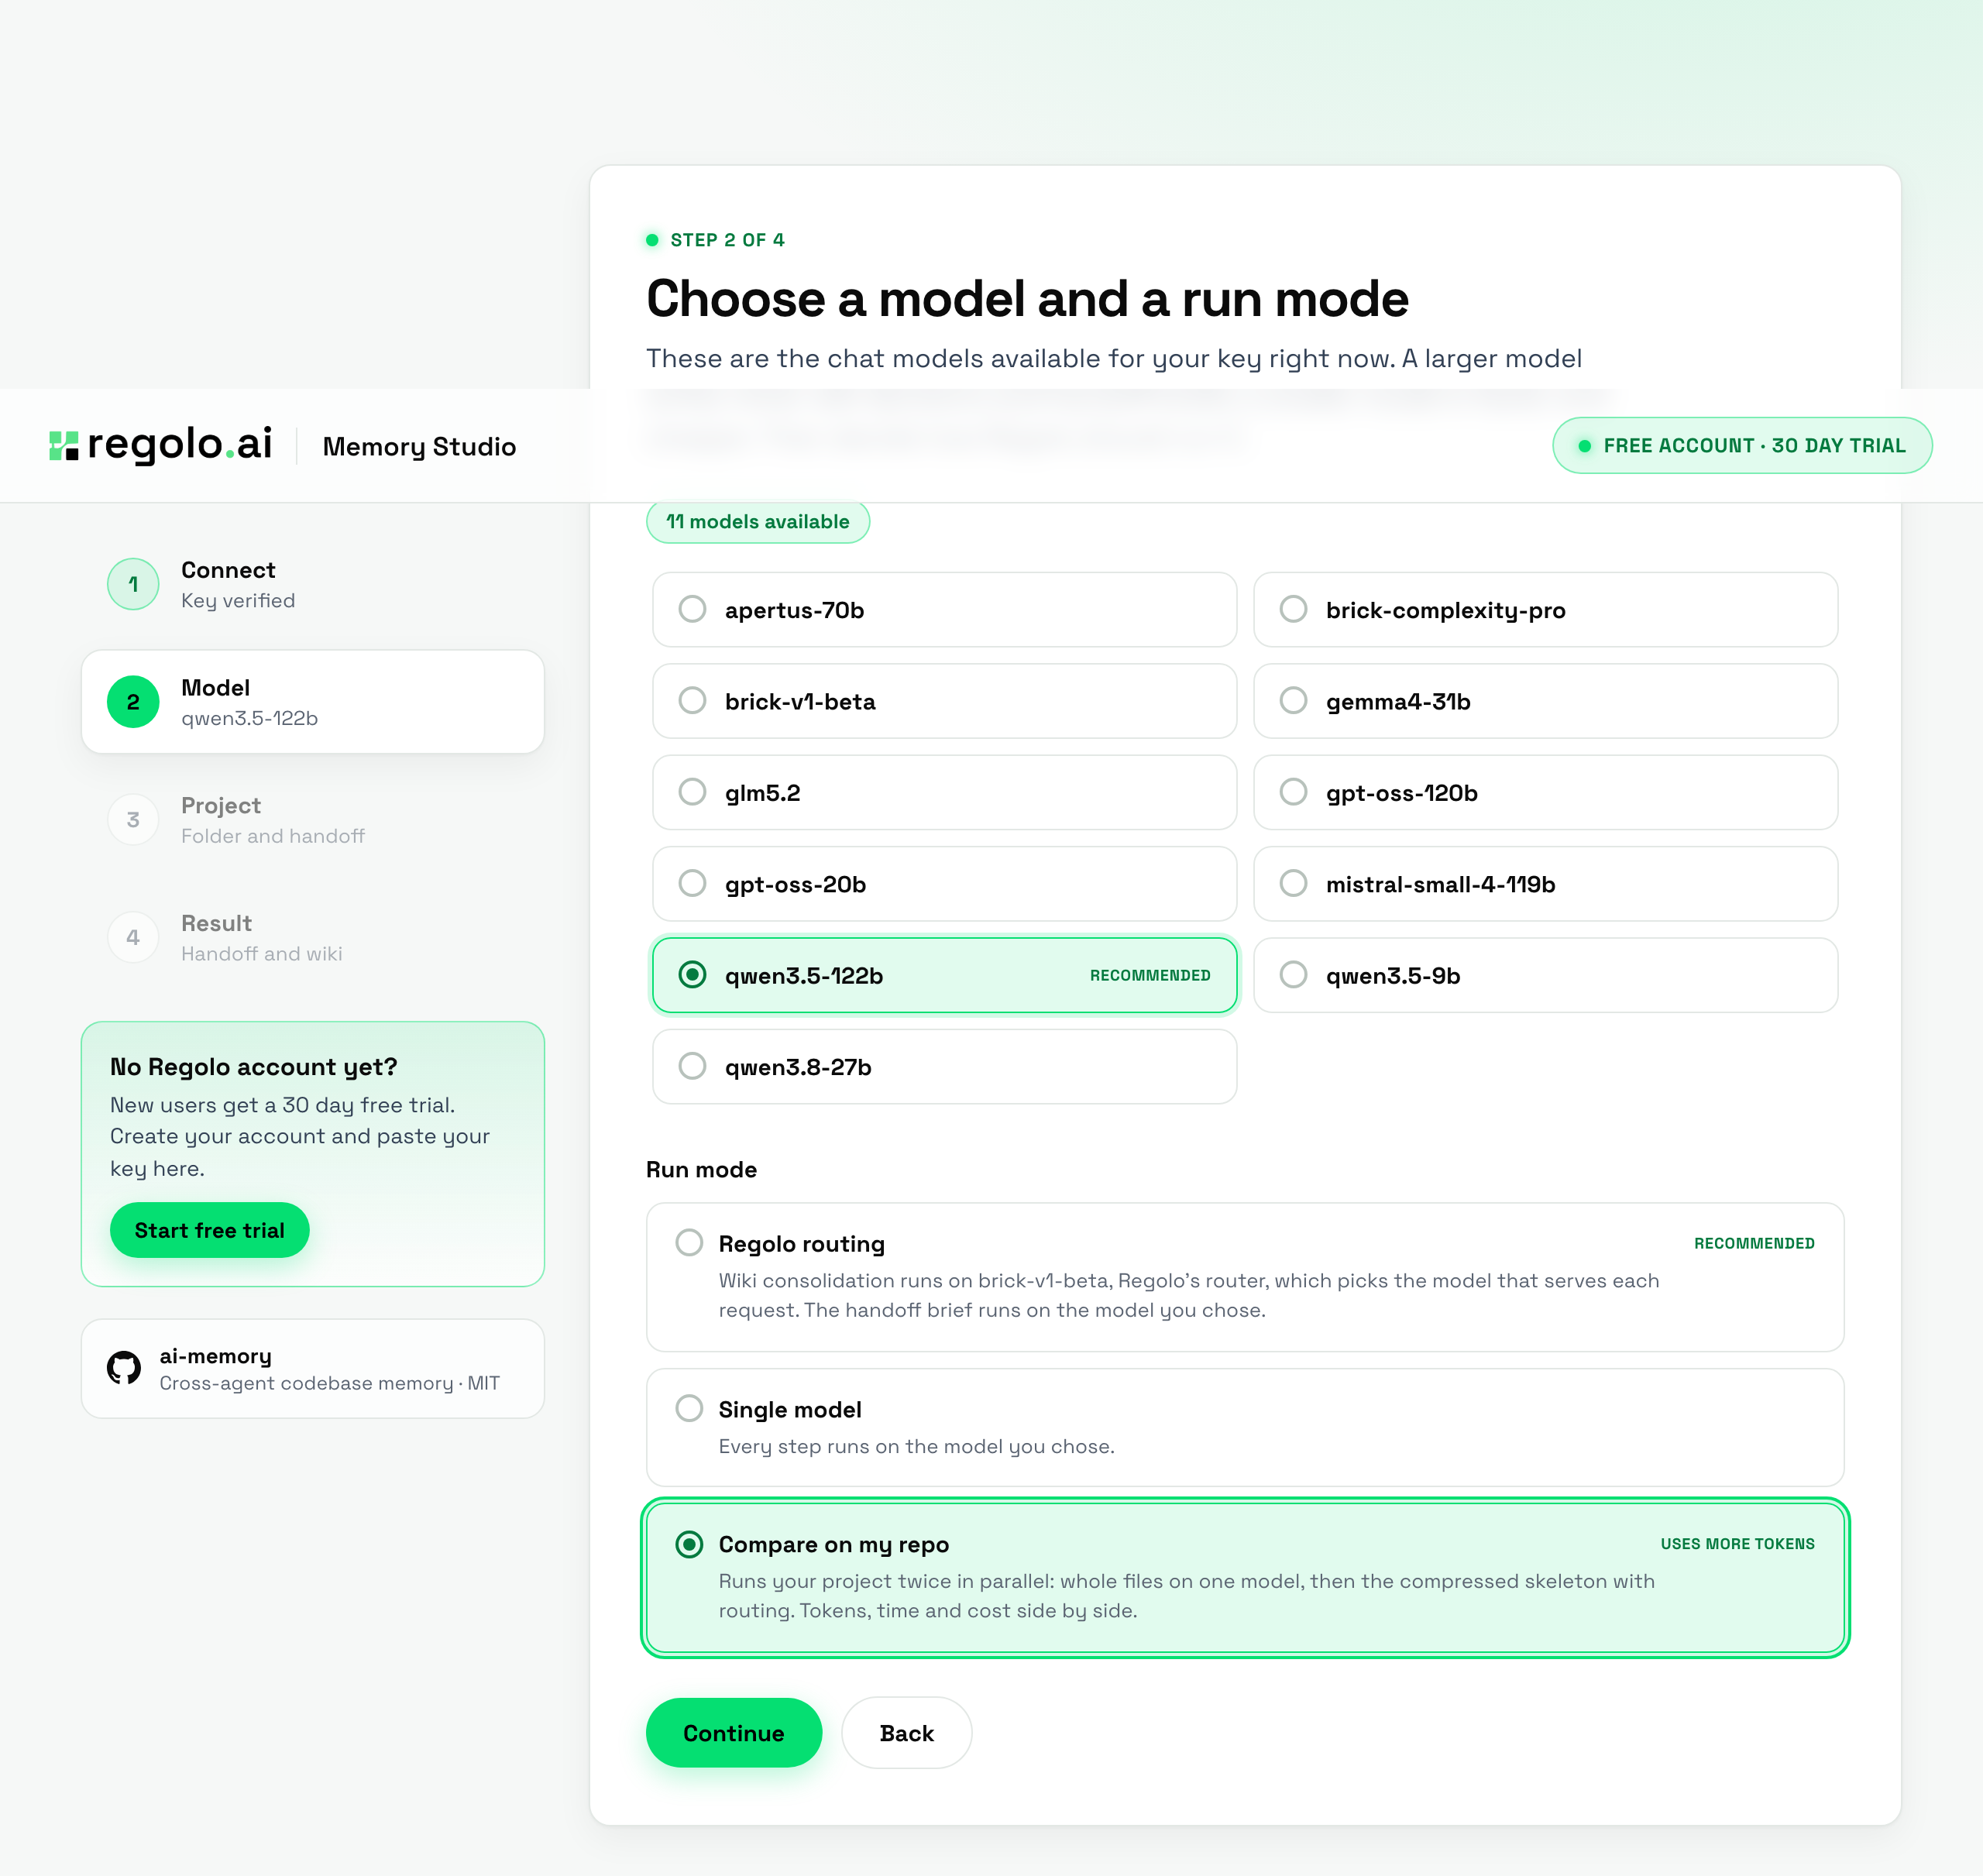 STEP 2 OF 4
Choose a model and a run mode
These are the chat models available for your key right now. A larger model
regolo.ai
Memory Studio
FREE ACCOUNT · 30 DAY TRIAL
1
Connect
Key verified
2
Model
qwen3.5-122b
3
Project
Folder and handoff
4
Result
Handoff and wiki
No Regolo account yet?
New users get a 30 day free trial.
Create your account and paste your
key here.
Start free trial
ai-memory
Cross-agent codebase memory · MIT
11 models available
apertus-70b
brick-complexity-pro
brick-v1-beta
gemma4-31b
glm5.2
gpt-oss-120b
gpt-oss-20b
mistral-small-4-119b
qwen3.5-122b
RECOMMENDED
qwen3.5-9b
qwen3.8-27b
Run mode
Regolo routing
RECOMMENDED
Wiki consolidation runs on brick-v1-beta, Regolo's router, which picks the model that serves each
request. The handoff brief runs on the model you chose.
Single model
Every step runs on the model you chose.
Compare on my repo
USES MORE TOKENS
Runs your project twice in parallel: whole files on one model, then the compressed skeleton with
routing. Tokens, time and cost side by side.
Continue
Back